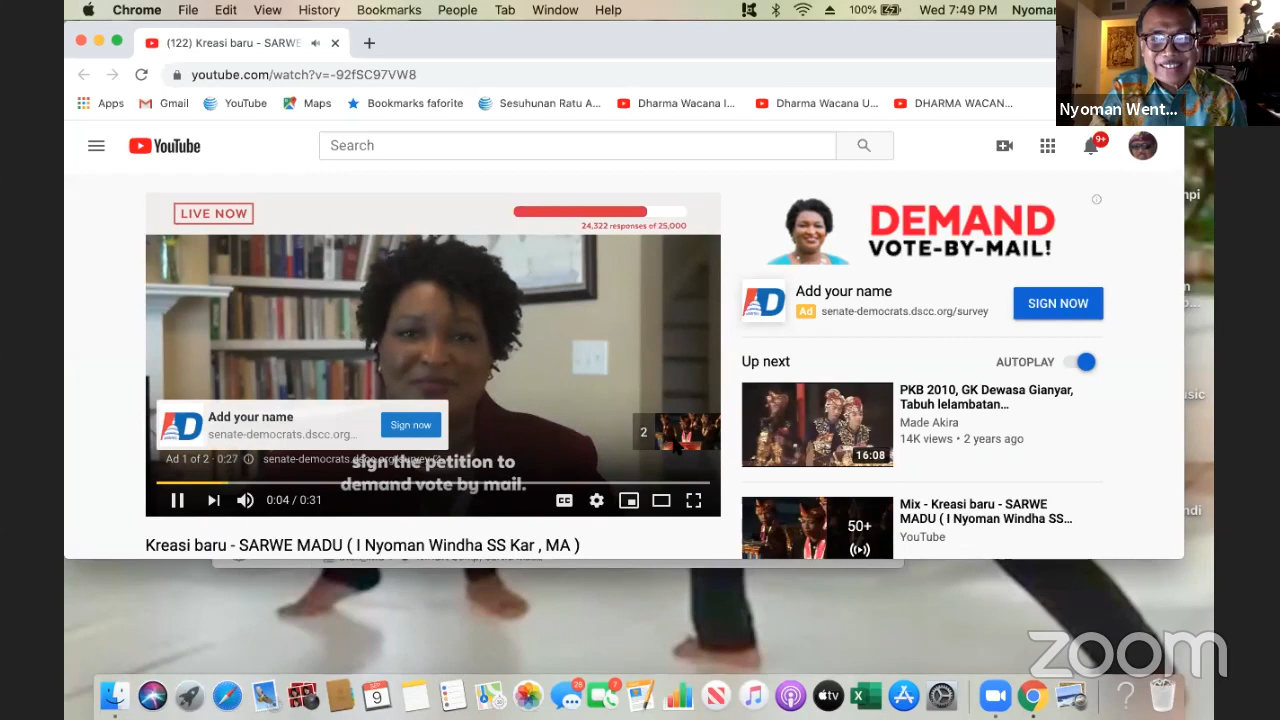 Chrome File Edit View History Bookmarks People Tab Window Help
100% Wed 7:49 PM Nyoman
(122) Kreasi baru - SARWE
youtube.com/watch?v=-92fSC97VW8
Apps Gmail YouTube Maps Bookmarks faforite Sesuhunan Ratu A... Dharma Wacana I... Dharma Wacana U... DHARMA WACAN...
Nyoman Went...
YouTube
Search
9+
LIVE NOW
24,322 responses of 25,000
DEMAND
VOTE-BY-MAIL!
Add your name
Ad senate-democrats.dscc.org/survey
SIGN NOW
Up next
AUTOPLAY
PKB 2010, GK Dewasa Gianyar,
Tabuh lelambatan...
Made Akira
14K views • 2 years ago
16:08
Mix - Kreasi baru - SARWE
MADU ( I Nyoman Windha SS...
YouTube
50+
Add your name
senate-democrats.dscc.org...
Sign now
2
Ad 1 of 2 · 0:27
sign the petition to
demand vote by mail.
0:04 / 0:31
CC
Kreasi baru - SARWE MADU ( I Nyoman Windha SS Kar , MA )
zoom
28
7
9
tv